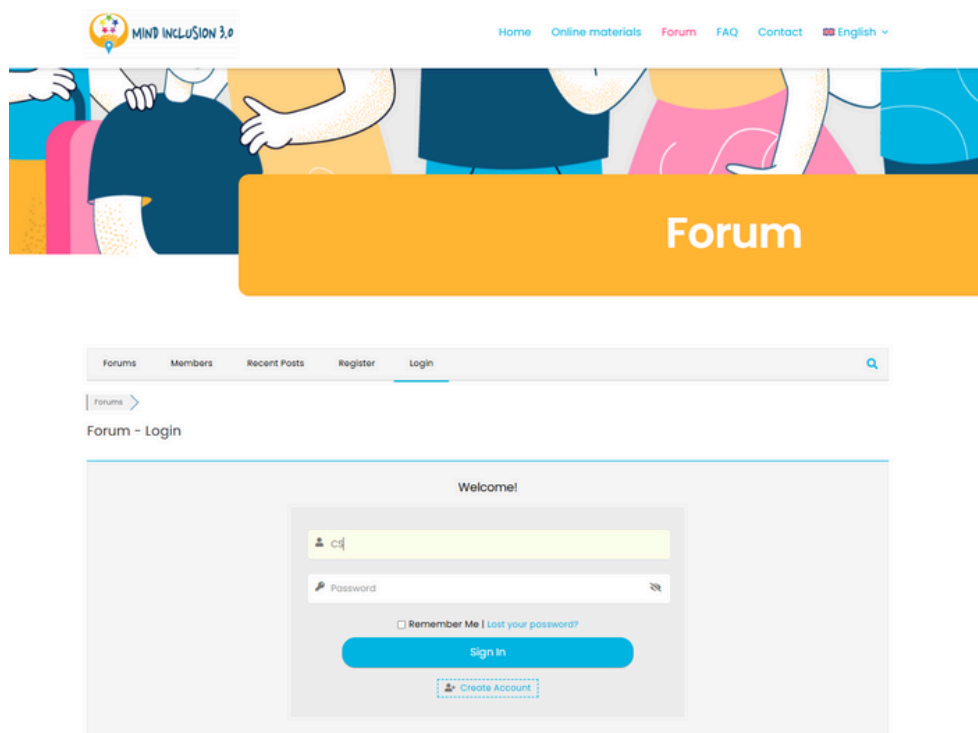 MIND INCLUSION 3.0
Home Online materials Forum FAQ Contact English
Forum
Forums Members Recent Posts Register Login
Forums
Forum - Login
Welcome!
CS
Password
Remember Me | Lost your password?
Sign In
Create Account